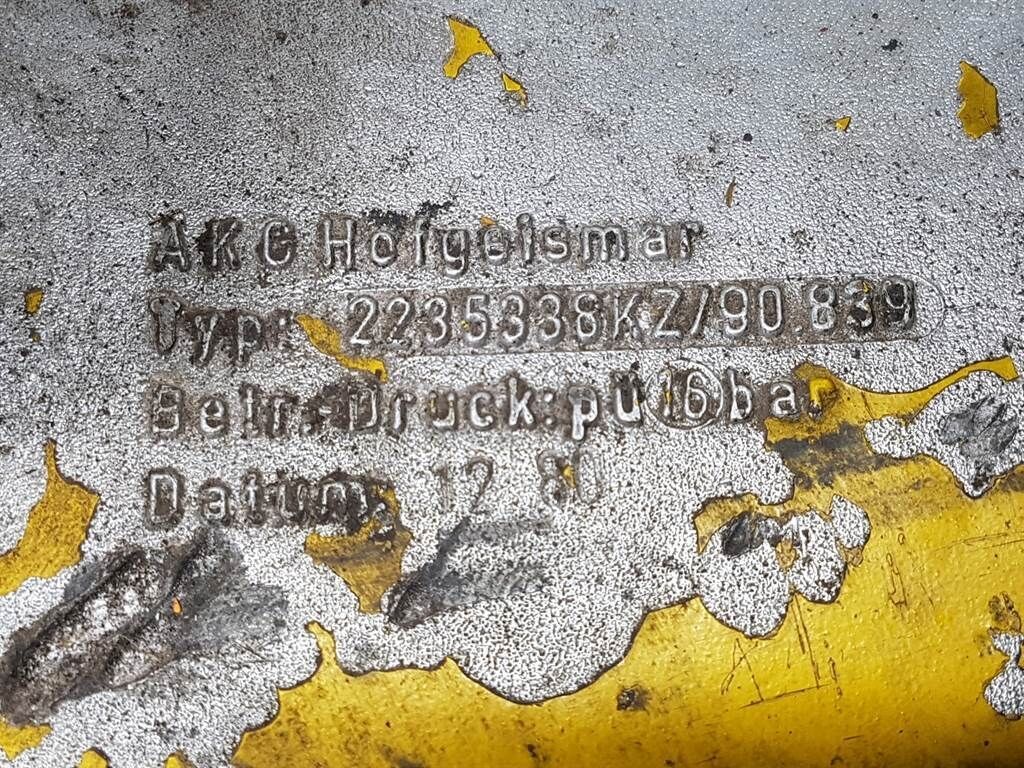 AKG Hofgeismar
Typ: 2235338KZ/90.839
Betr.-Druck:pü 16 bar
Datum 12 80